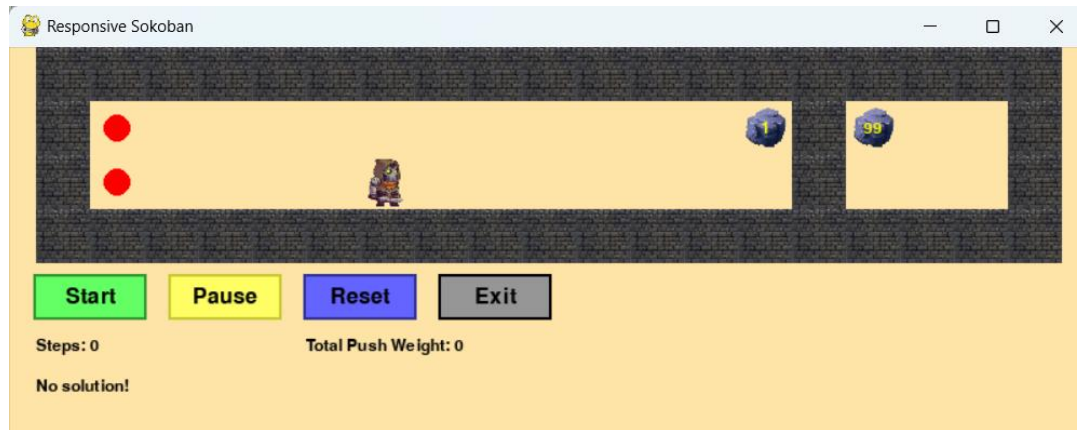 Responsive Sokoban
1 99
Start Pause Reset Exit
Steps: 0 Total Push Weight: 0
No solution!